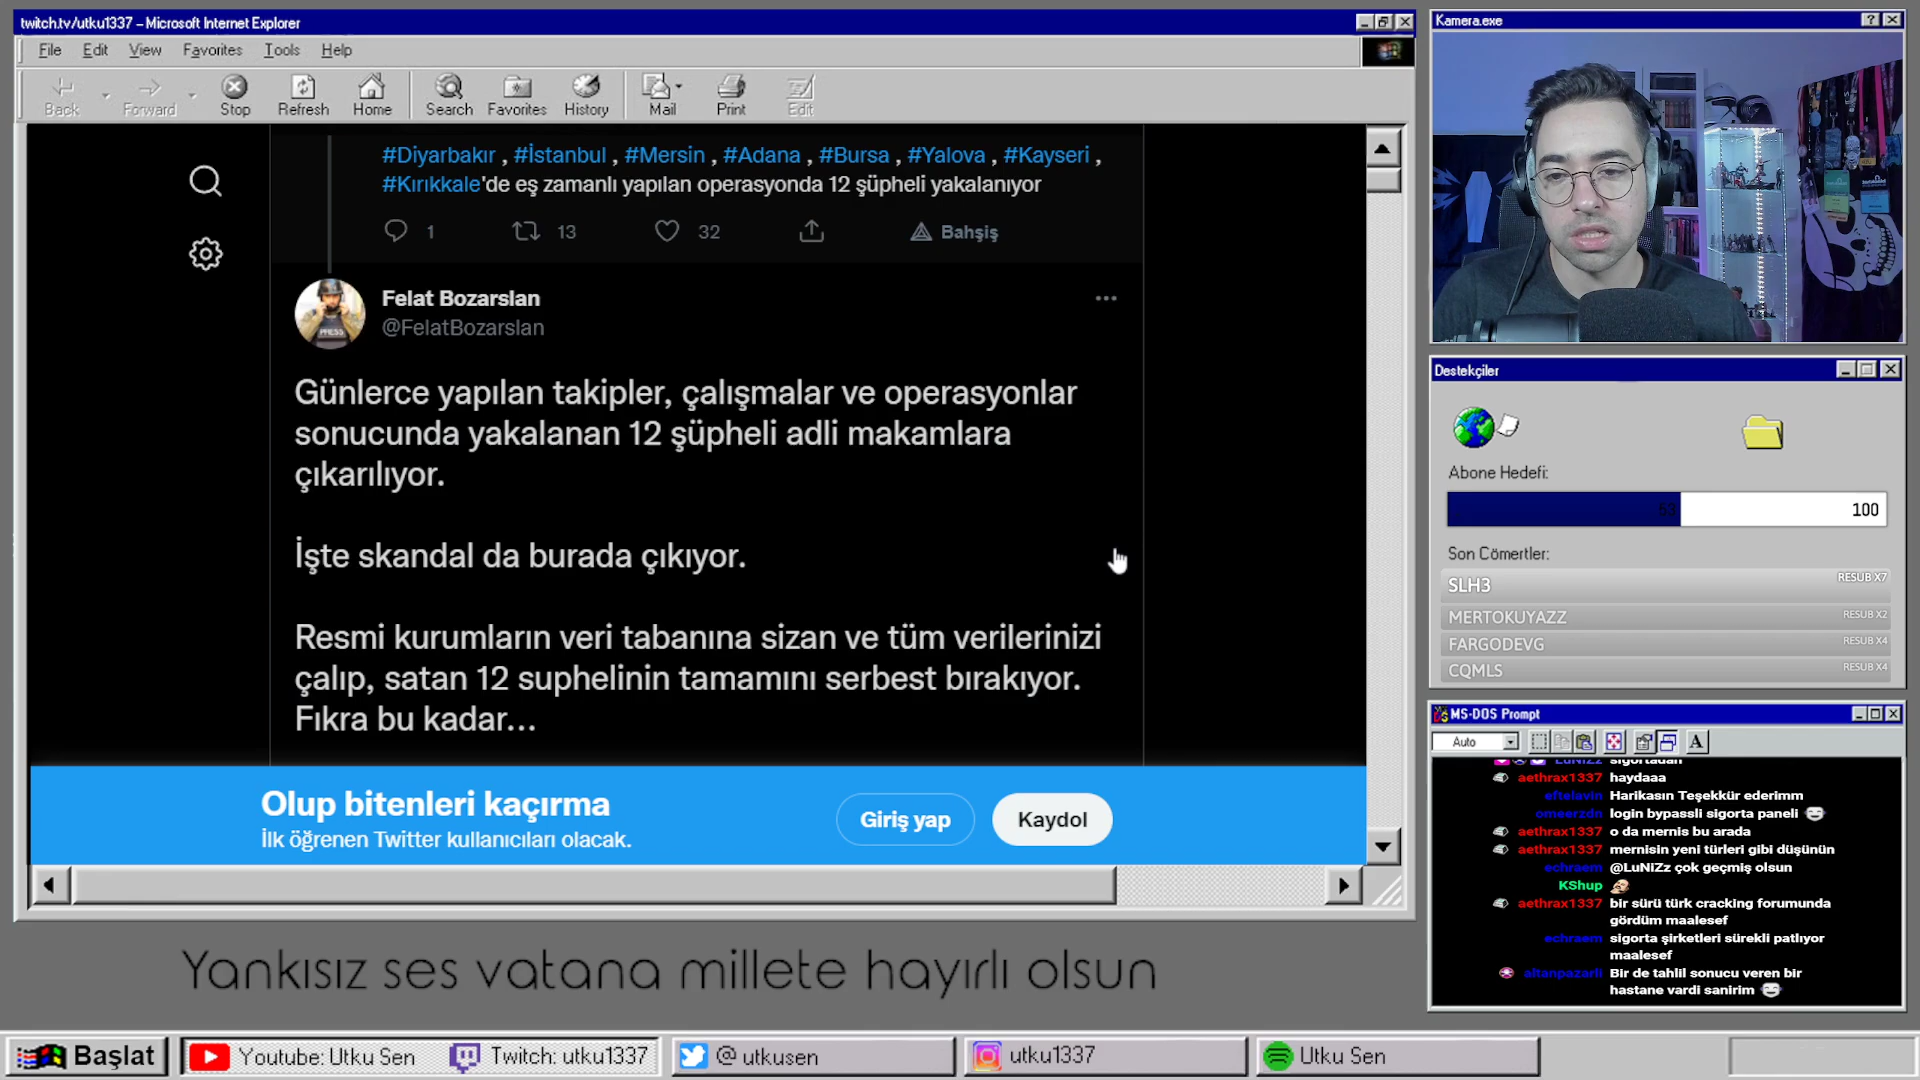 twitch.tv/utku1337 – Microsoft Internet Explorer
File Edit View Favorites Tools Help
Back Forward Stop Refresh Home Search Favorites History Mail Print Edit
#Diyarbakır , #İstanbul , #Mersin , #Adana , #Bursa , #Yalova , #Kayseri ,
#Kırıkkale'de eş zamanlı yapılan operasyonda 12 şüpheli yakalanıyor
1 13 32 Bahşiş
Felat Bozarslan
@FelatBozarslan
PRESS
Günlerce yapılan takipler, çalışmalar ve operasyonlar
sonucunda yakalanan 12 şüpheli adli makamlara
çıkarılıyor.
İşte skandal da burada çıkıyor.
Resmi kurumların veri tabanına sizan ve tüm verilerinizi
çalıp, satan 12 suphelinin tamamını serbest bırakıyor.
Fıkra bu kadar...
Olup bitenleri kaçırma
İlk öğrenen Twitter kullanıcıları olacak.
Giriş yap
Kaydol
Yankısız ses vatana millete hayırlı olsun
Kamera.exe
Destekçiler
Abone Hedefi:
53 100
Son Cömertler:
SLH3 RESUB X7
MERTOKUYAZZ RESUB X2
FARGODEVG RESUB X4
CQMLS RESUB X4
MS-DOS Prompt
Auto
LuNiZz sigortadan
aethrax1337 haydaaa
eftelavin Harikasın Teşekkür ederimm
omeerzdn login bypassli sigorta paneli
aethrax1337 o da mernis bu arada
aethrax1337 mernisin yeni türleri gibi düşünün
echraem @LuNiZz çok geçmiş olsun
KShup
aethrax1337 bir sürü türk cracking forumunda
gördüm maalesef
echraem sigorta şirketleri sürekli patlıyor
maalesef
altanpazarli Bir de tahlil sonucu veren bir
hastane vardi sanirim
Başlat
Youtube: Utku Sen
Twitch: utku1337
@ utkusen
utku1337
Utku Sen